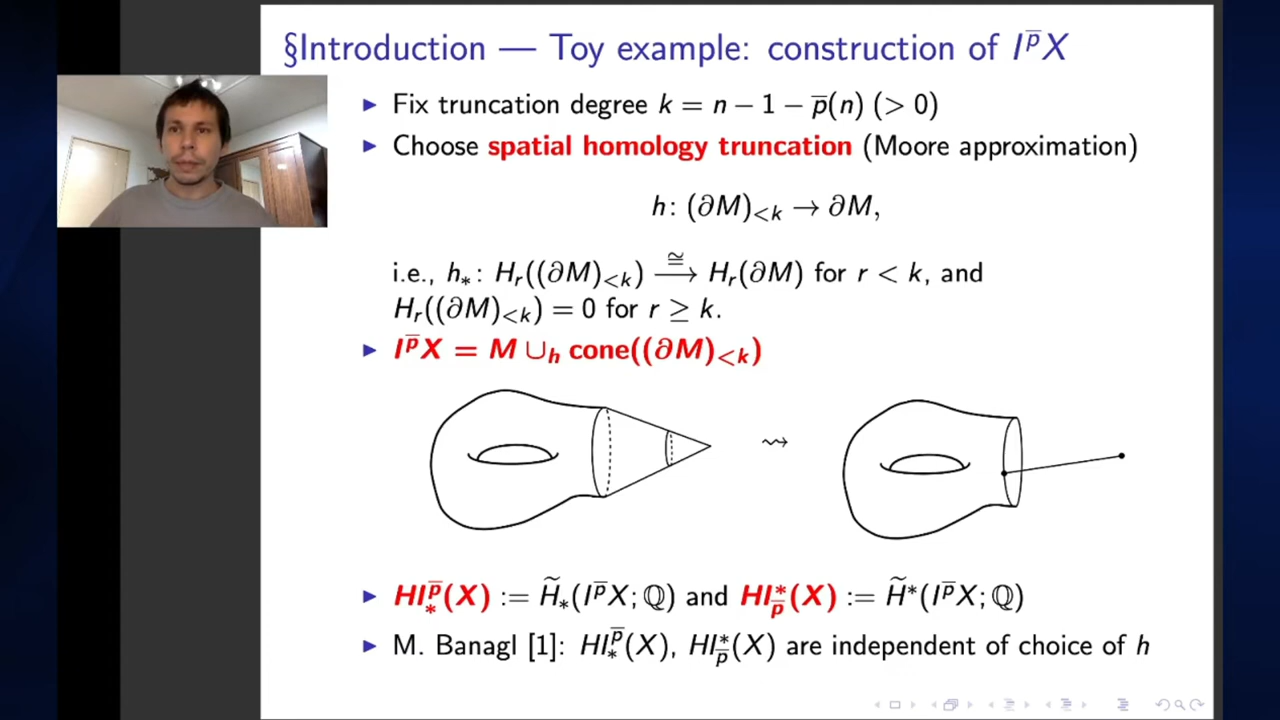 §Introduction — Toy example: construction of I^p̅X
Fix truncation degree k = n − 1 − p̅(n) (> 0)
Choose spatial homology truncation (Moore approximation)
h: (∂M)_{<k} → ∂M,
i.e., h_*: H_r((∂M)_{<k}) ≅→ H_r(∂M) for r < k, and
H_r((∂M)_{<k}) = 0 for r ≥ k.
I^p̅X = M ∪_h cone((∂M)_{<k})
⇝
HI^p̅_*(X) := H̃_*(I^p̅X; ℚ) and HI^*_p̅(X) := H̃^*(I^p̅X; ℚ)
M. Banagl [1]: HI^p̅_*(X), HI^*_p̅(X) are independent of choice of h